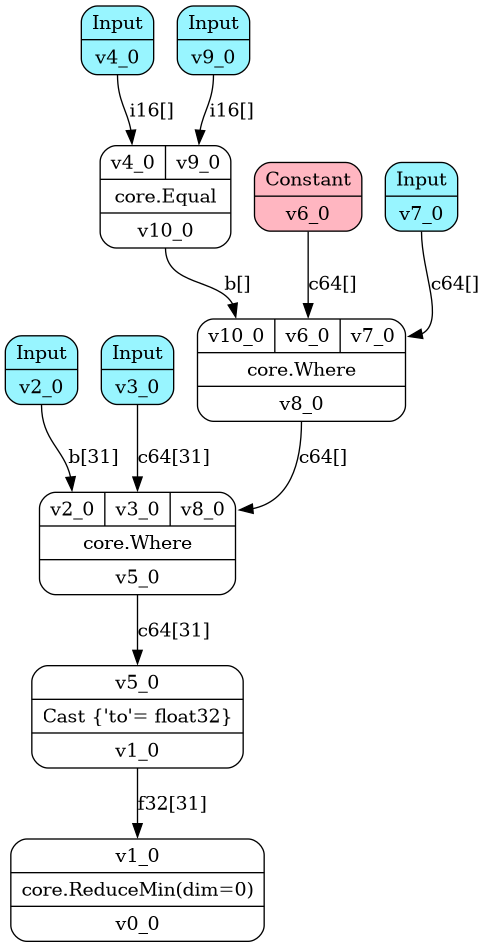 Input
v4_0
Input
v9_0
i16[]
i16[]
v4_0
v9_0
core.Equal
v10_0
Constant
v6_0
Input
v7_0
b[]
c64[]
c64[]
v10_0
v6_0
v7_0
core.Where
v8_0
Input
v2_0
Input
v3_0
b[31]
c64[31]
c64[]
v2_0
v3_0
v8_0
core.Where
v5_0
c64[31]
v5_0
Cast {'to'= float32}
v1_0
f32[31]
v1_0
core.ReduceMin(dim=0)
v0_0